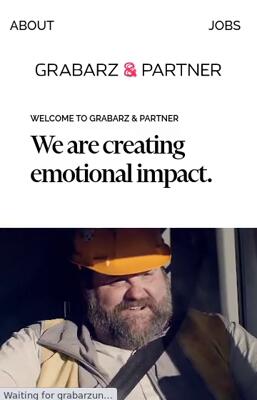 ABOUT
JOBS
GRABARZ & PARTNER
WELCOME TO GRABARZ & PARTNER
We are creating
emotional impact.
Waiting for grabarzun...